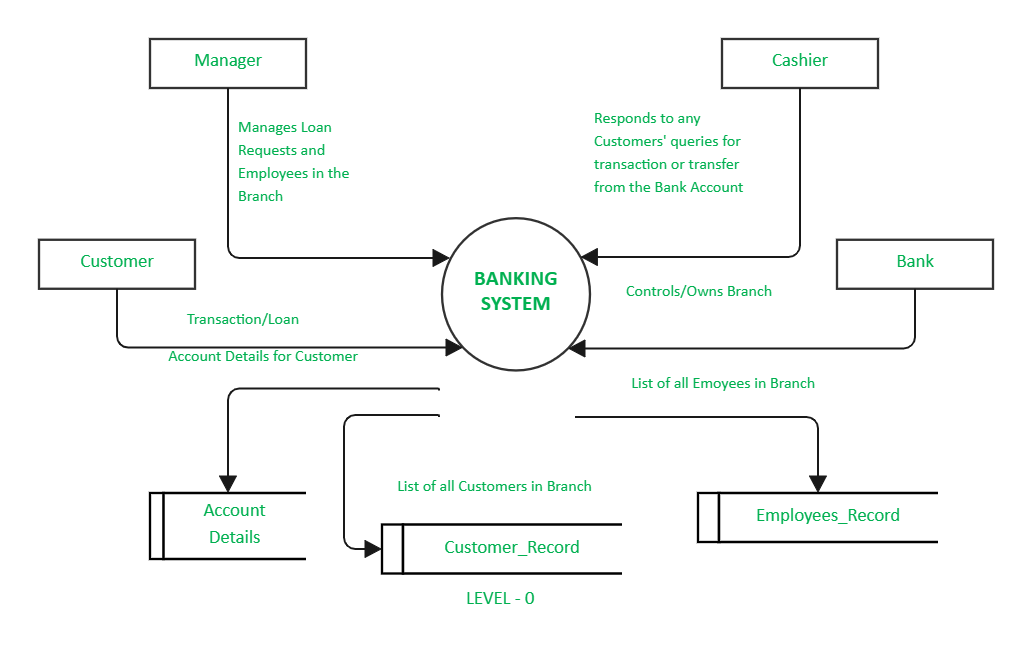 Manager
Cashier
Manages Loan
Requests and
Employees in the
Branch
Responds to any
Customers' queries for
transaction or transfer
from the Bank Account
Customer
BANKING
SYSTEM
Bank
Controls/Owns Branch
Transaction/Loan
Account Details for Customer
List of all Emoyees in Branch
List of all Customers in Branch
Account
Details
Customer_Record
Employees_Record
LEVEL - 0